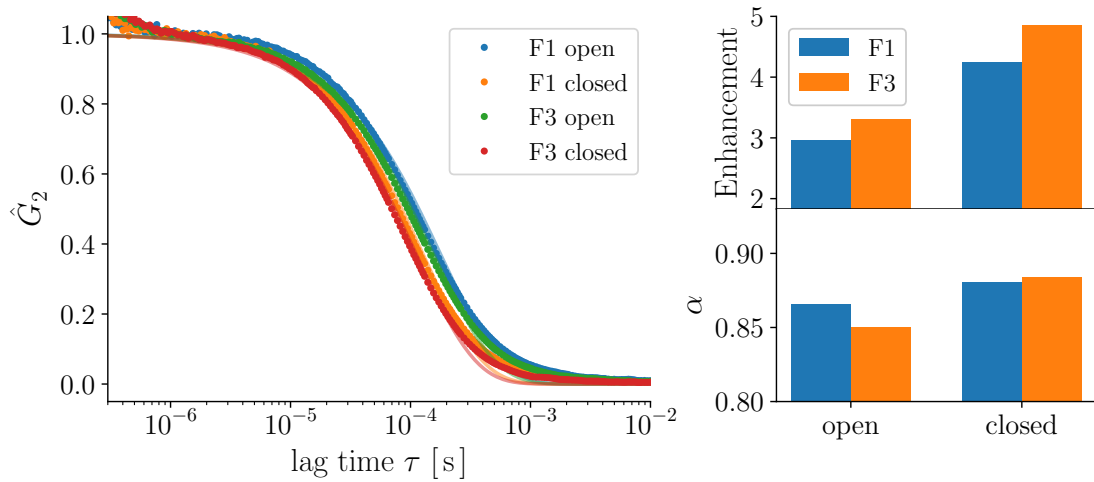 1.0
0.8
0.6
0.4
0.2
0.0
Ĝ₂
10⁻⁶
10⁻⁵
10⁻⁴
10⁻³
10⁻²
lag time τ [s]
F1 open
F1 closed
F3 open
F3 closed
5
4
3
2
Enhancement
F1
F3
0.90
0.85
0.80
α
open
closed